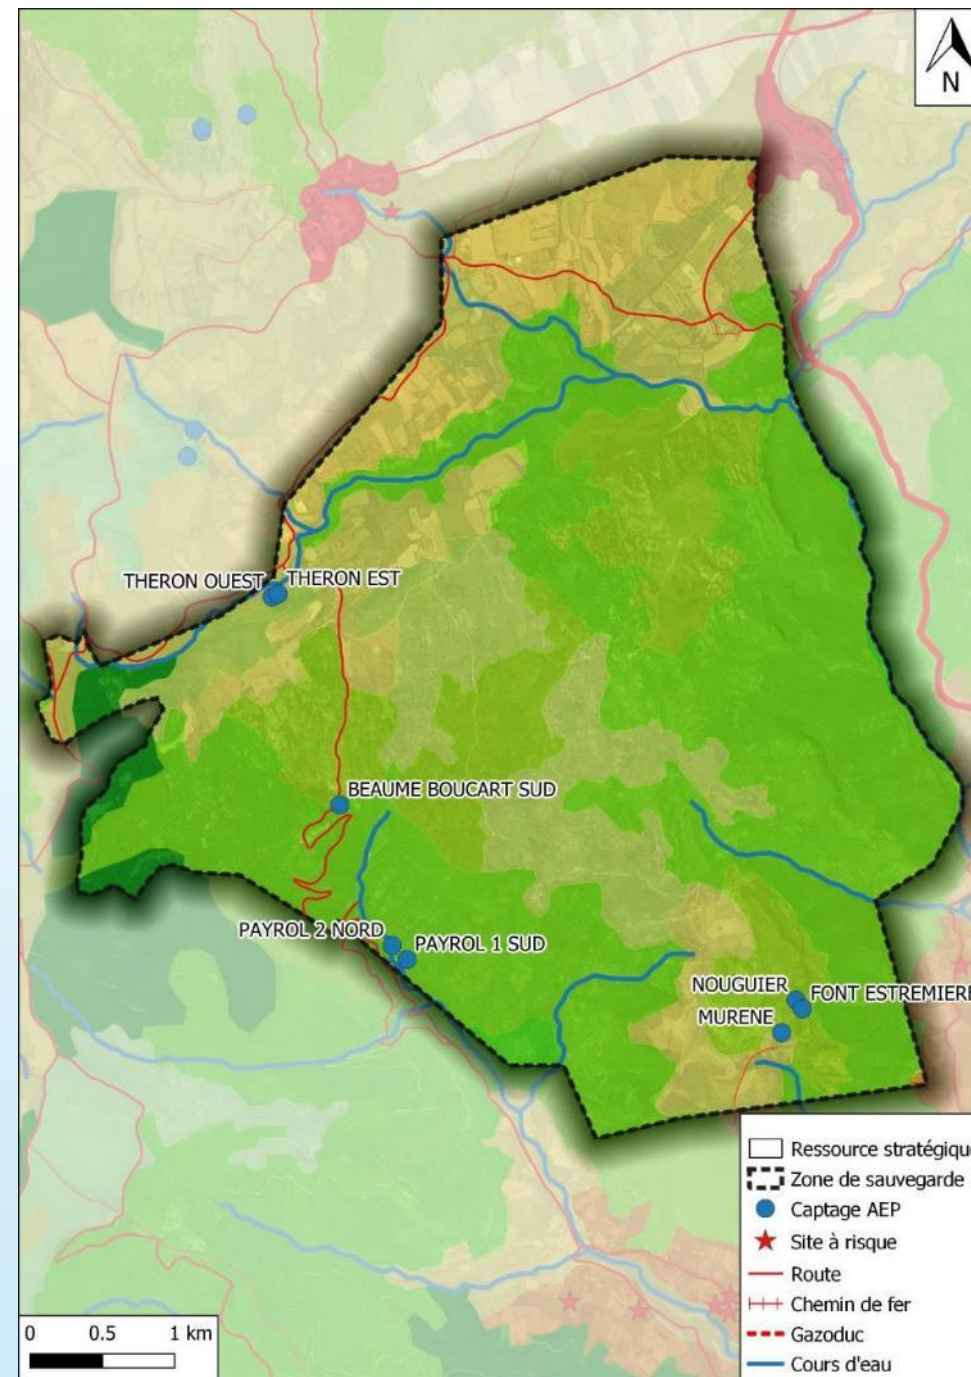 N
THERON OUEST
THERON EST
BEAUME BOUCART SUD
PAYROL 2 NORD
PAYROL 1 SUD
NOUGUIER
FONT ESTREMIERE
MURENE
Ressource stratégique
Zone de sauvegarde
Captage AEP
Site à risque
Route
Chemin de fer
Gazoduc
Cours d'eau
0 0.5 1 km